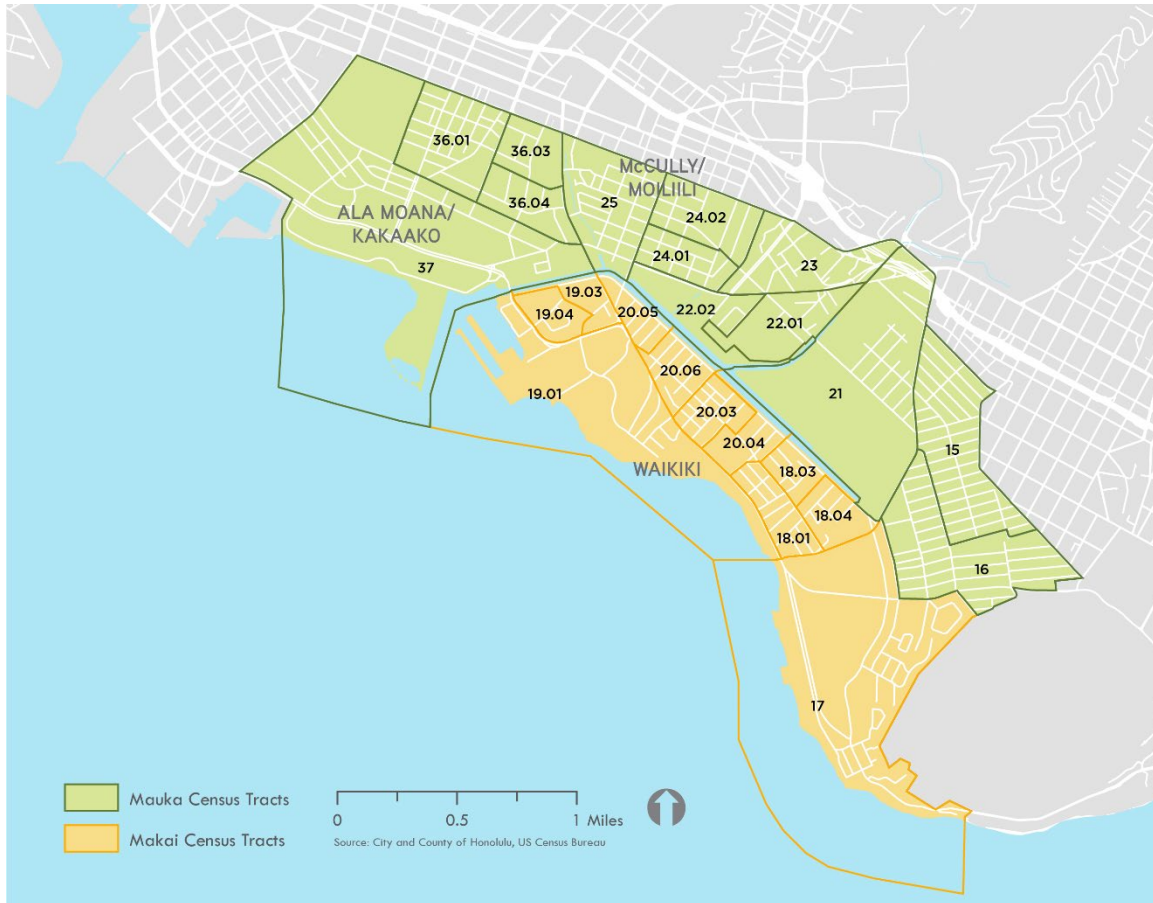 36.01
36.03
McCULLY/
MOILIILI
36.04
25
24.02
ALA MOANA/
KAKAAKO
24.01
23
37
19.03
19.04
20.05
22.02
22.01
20.06
19.01
21
20.03
20.04
15
WAIKIKI
18.03
18.04
18.01
16
17
Mauka Census Tracts
Makai Census Tracts
0 0.5 1 Miles
Source: City and County of Honolulu, US Census Bureau